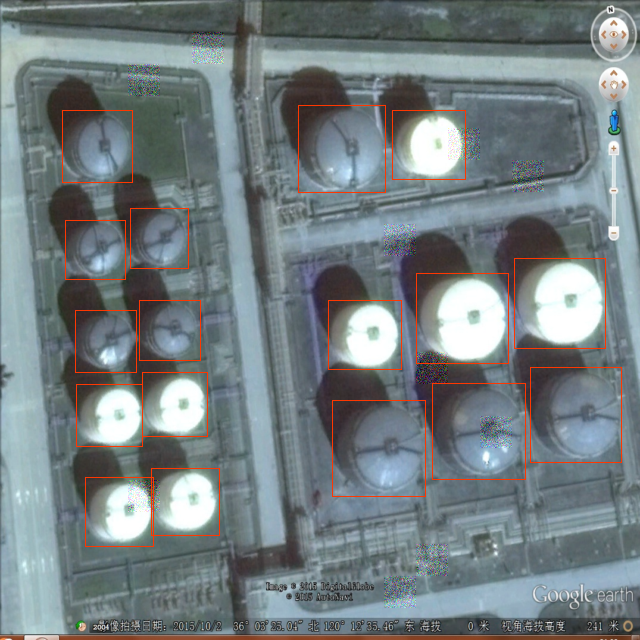 N
Image © 2015 DigitalGlobe
© 2015 AutoNavi
Google earth
2004 影像拍摄日期: 2015/10/2 36° 03'25.04" 北 120° 12'35.46" 东 海拔 0 米 视角海拔高度 241 米